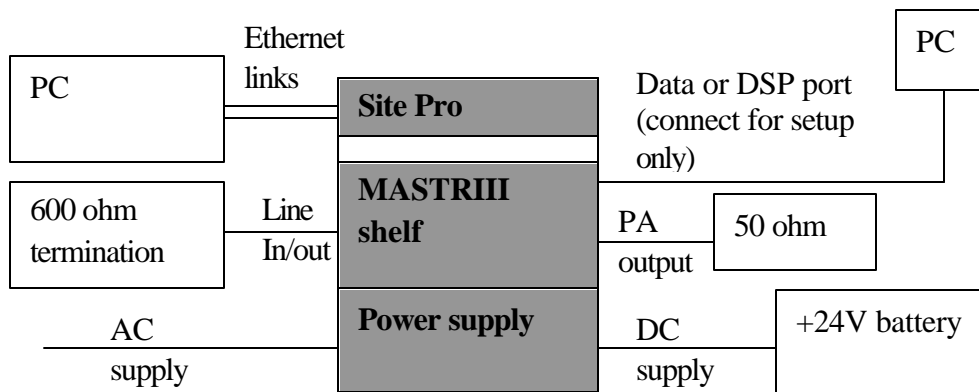 PC
Ethernet
links
Site Pro
Data or DSP port
(connect for setup
only)
PC
600 ohm
termination
Line
In/out
MASTRIII
shelf
PA
output
50 ohm
AC
supply
Power supply
DC
supply
+24V battery